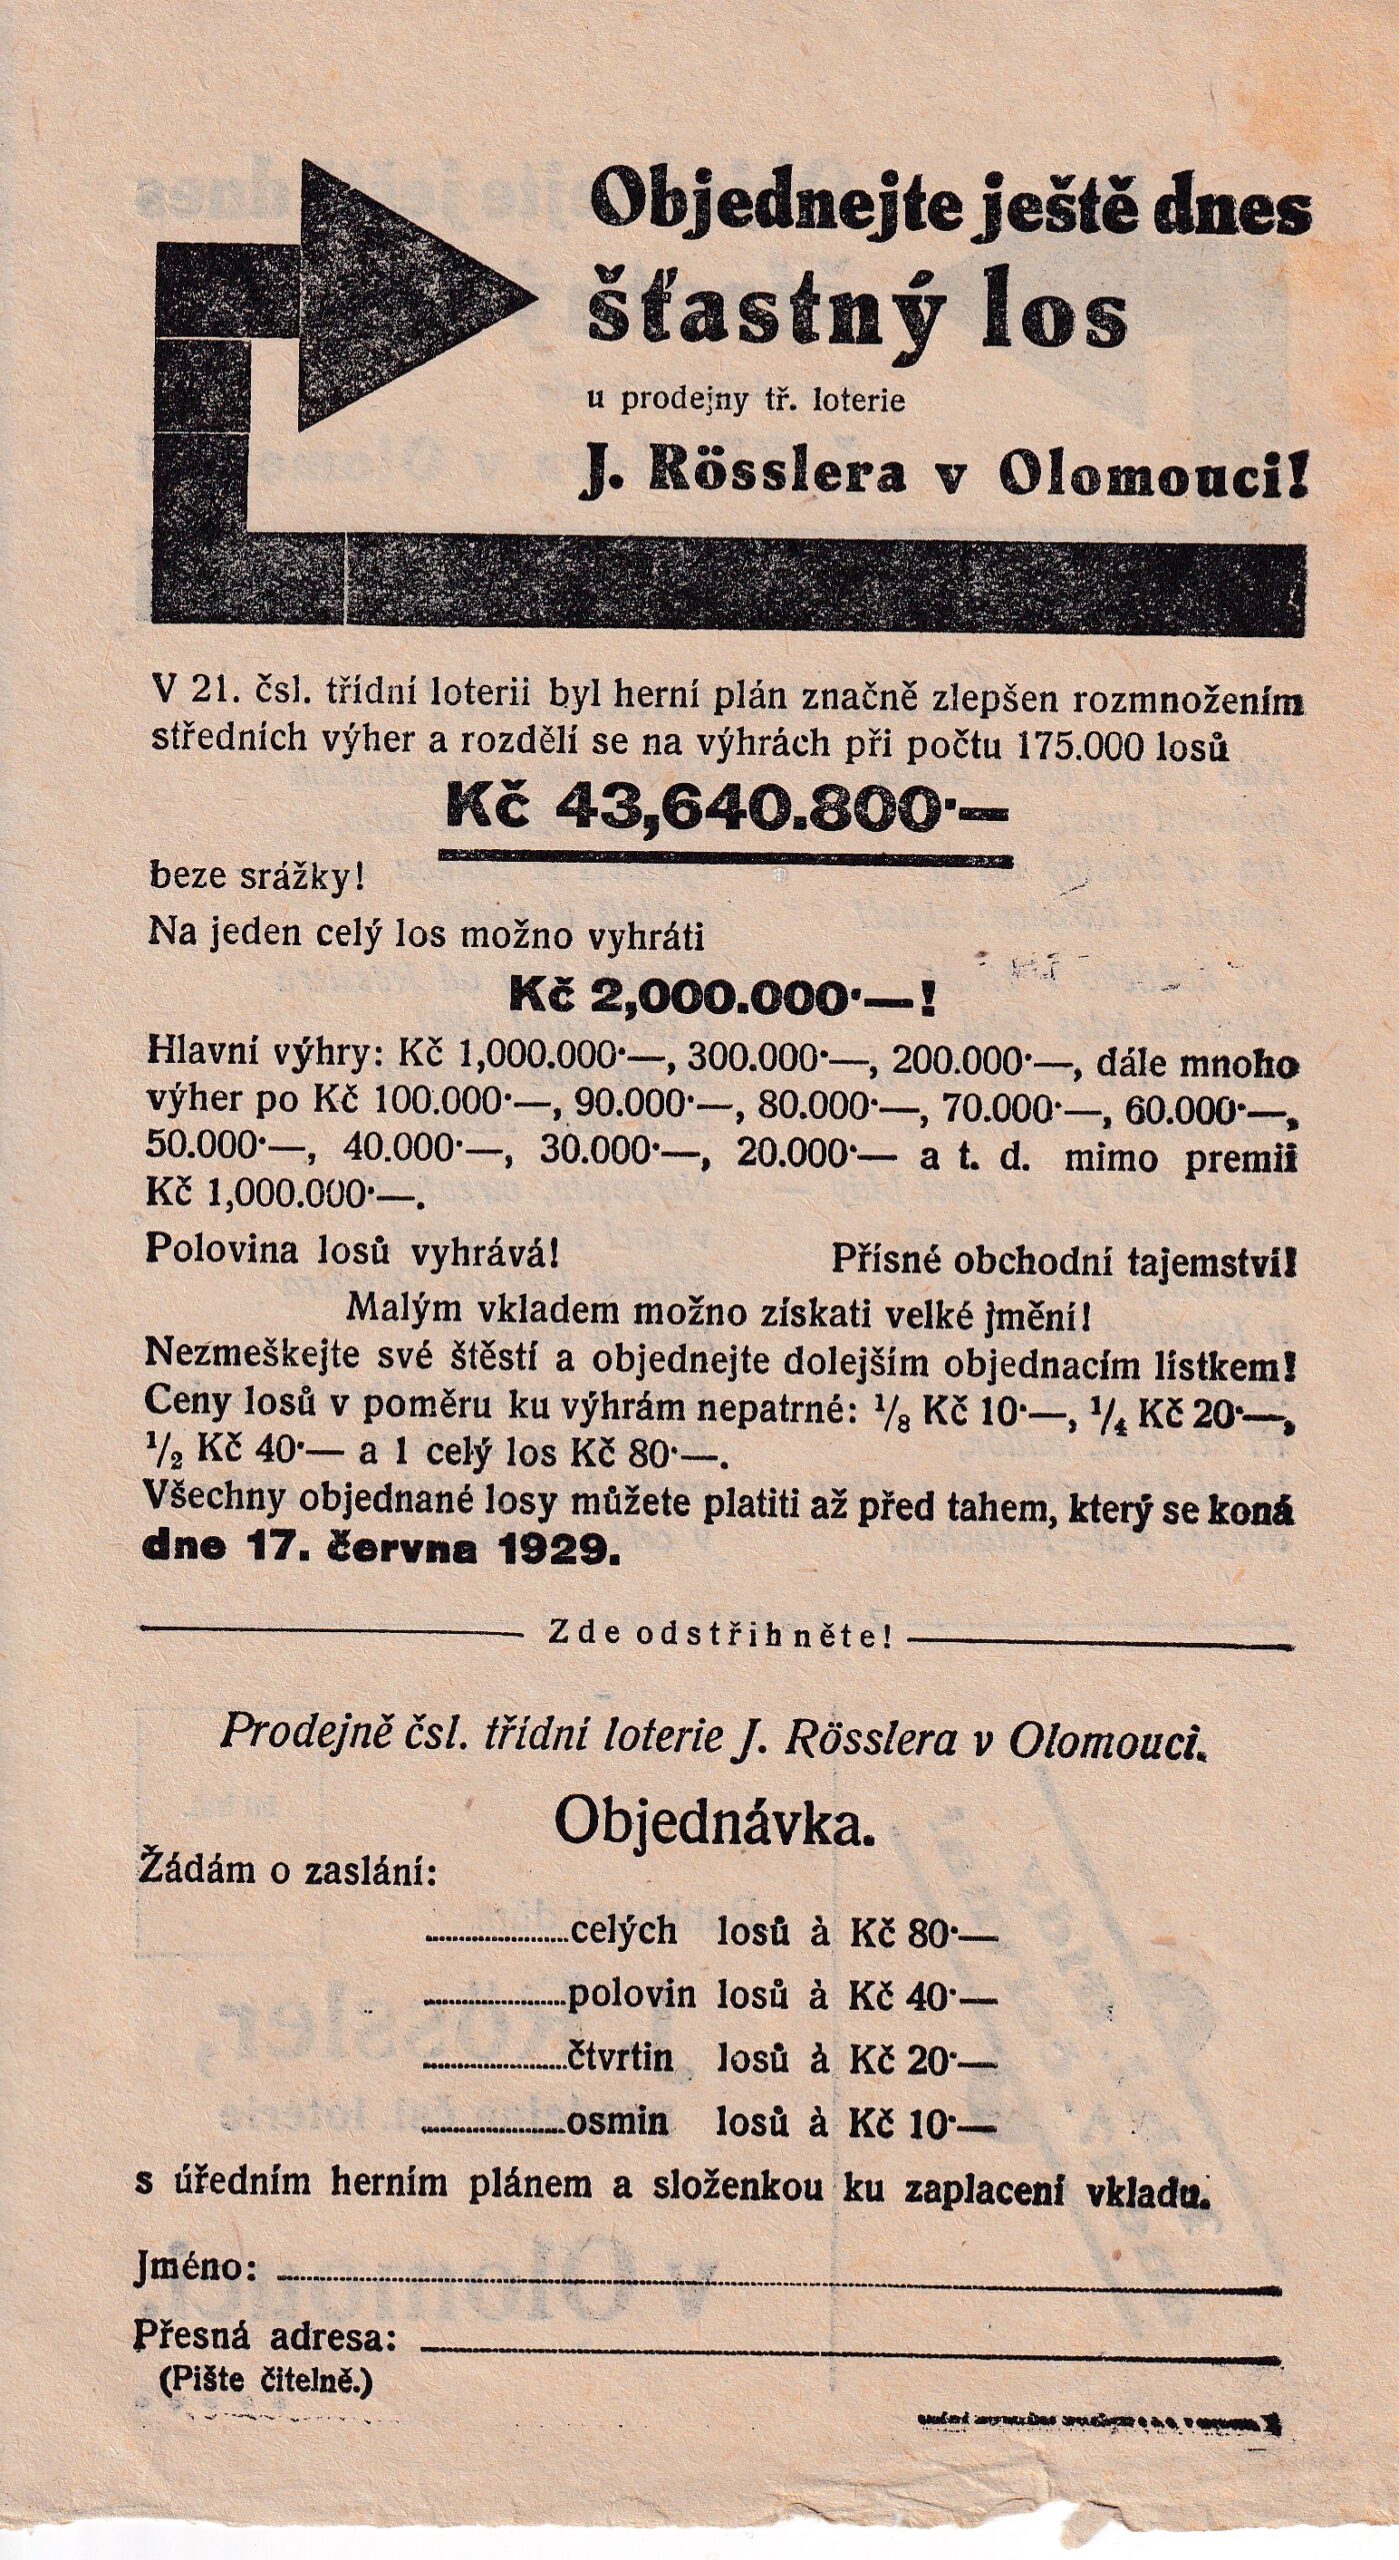 Objednejte ještě dnes
šťastný los
u prodejny tř. loterie
J. Rösslera v Olomouci!
V 21. čsl. třídní loterii byl herní plán značně zlepšen rozmnožením
středních výher a rozdělí se na výhrách při počtu 175.000 losů
Kč 43,640.800·—
beze srážky!
Na jeden celý los možno vyhráti
Kč 2,000.000·—!
Hlavní výhry: Kč 1,000.000·—, 300.000·—, 200.000·—, dále mnoho
výher po Kč 100.000·—, 90.000·—, 80.000·—, 70.000·—, 60.000·—,
50.000·—, 40.000·—, 30.000·—, 20.000·— a t. d. mimo premii
Kč 1,000.000·—.
Polovina losů vyhrává! Přísné obchodní tajemství!
Malým vkladem možno získati velké jmění!
Nezmeškejte své štěstí a objednejte dolejším objednacím lístkem!
Ceny losů v poměru ku výhrám nepatrné: 1/8 Kč 10·—, 1/4 Kč 20·—,
1/2 Kč 40·— a 1 celý los Kč 80·—.
Všechny objednané losy můžete platiti až před tahem, který se koná
dne 17. června 1929.
Zde odstřihněte!
Prodejně čsl. třídní loterie J. Rösslera v Olomouci.
Objednávka.
Žádám o zaslání:
celých losů à Kč 80·—
polovin losů à Kč 40·—
čtvrtin losů à Kč 20·—
osmin losů à Kč 10·—
s úředním herním plánem a složenkou ku zaplacení vkladu.
Jméno:
Přesná adresa:
(Pište čitelně.)